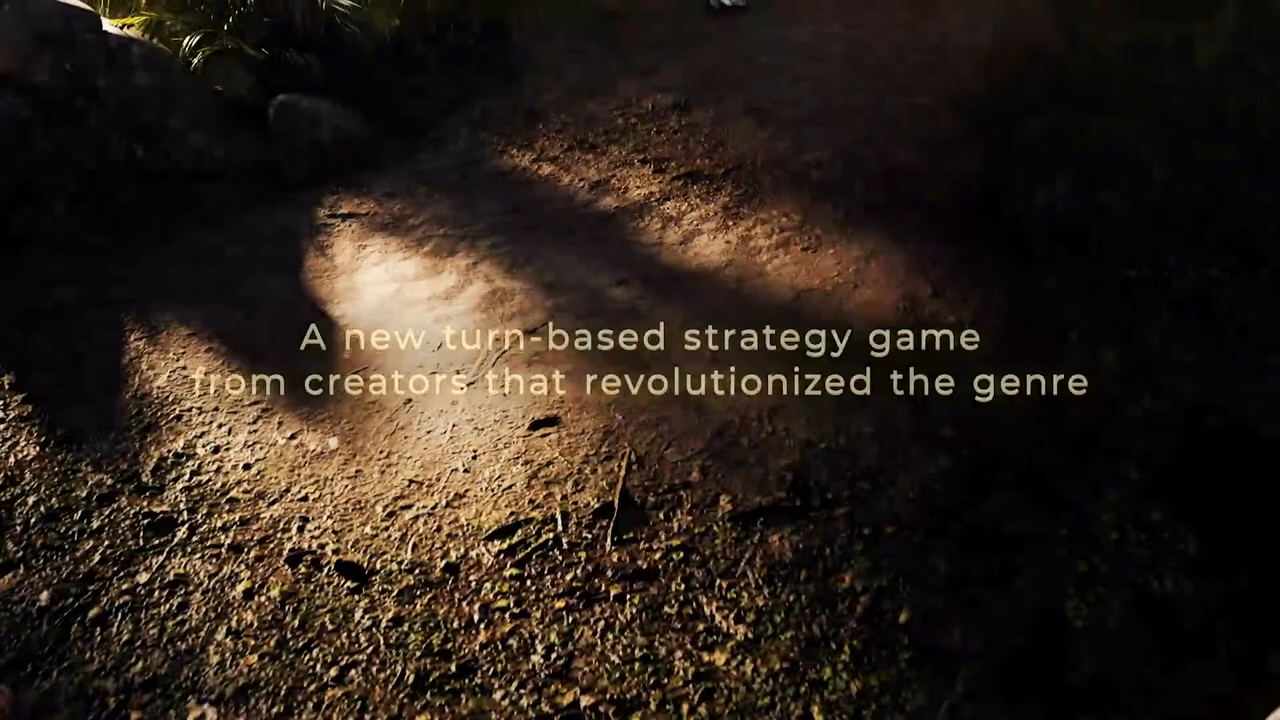 A new turn-based strategy game
from creators that revolutionized the genre